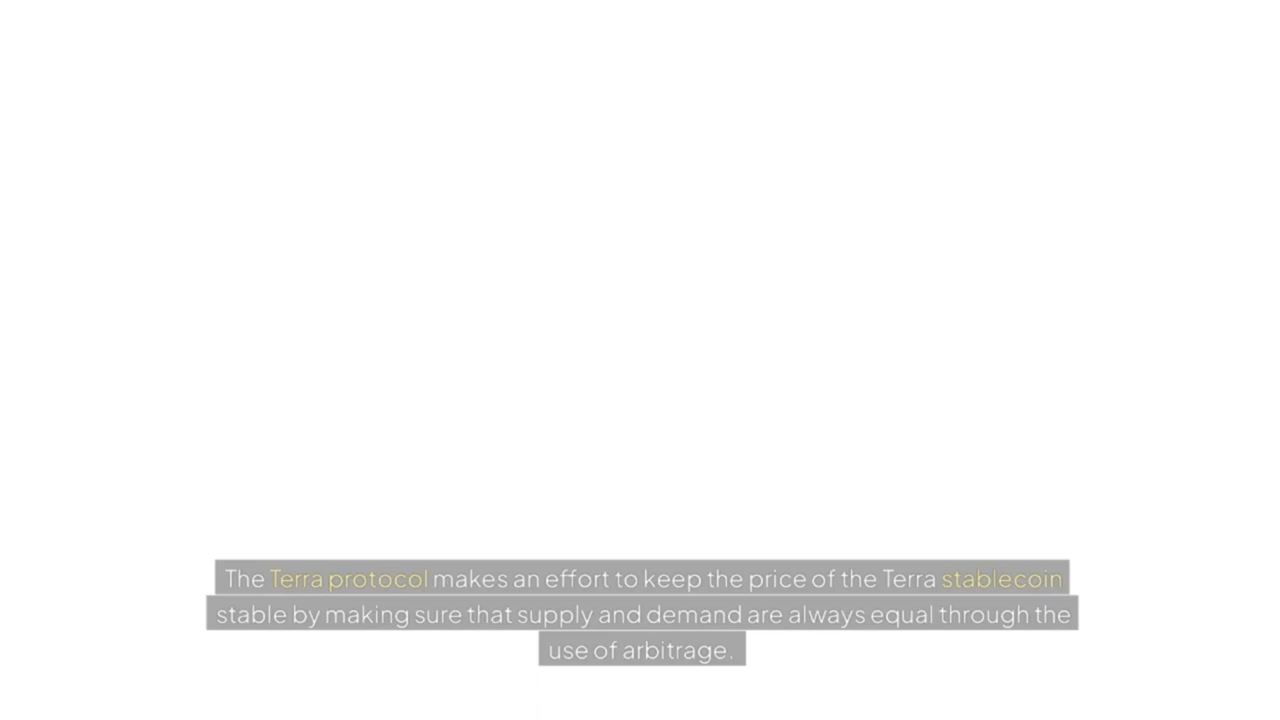 The Terra protocol makes an effort to keep the price of the Terra stablecoin
stable by making sure that supply and demand are always equal through the
use of arbitrage.